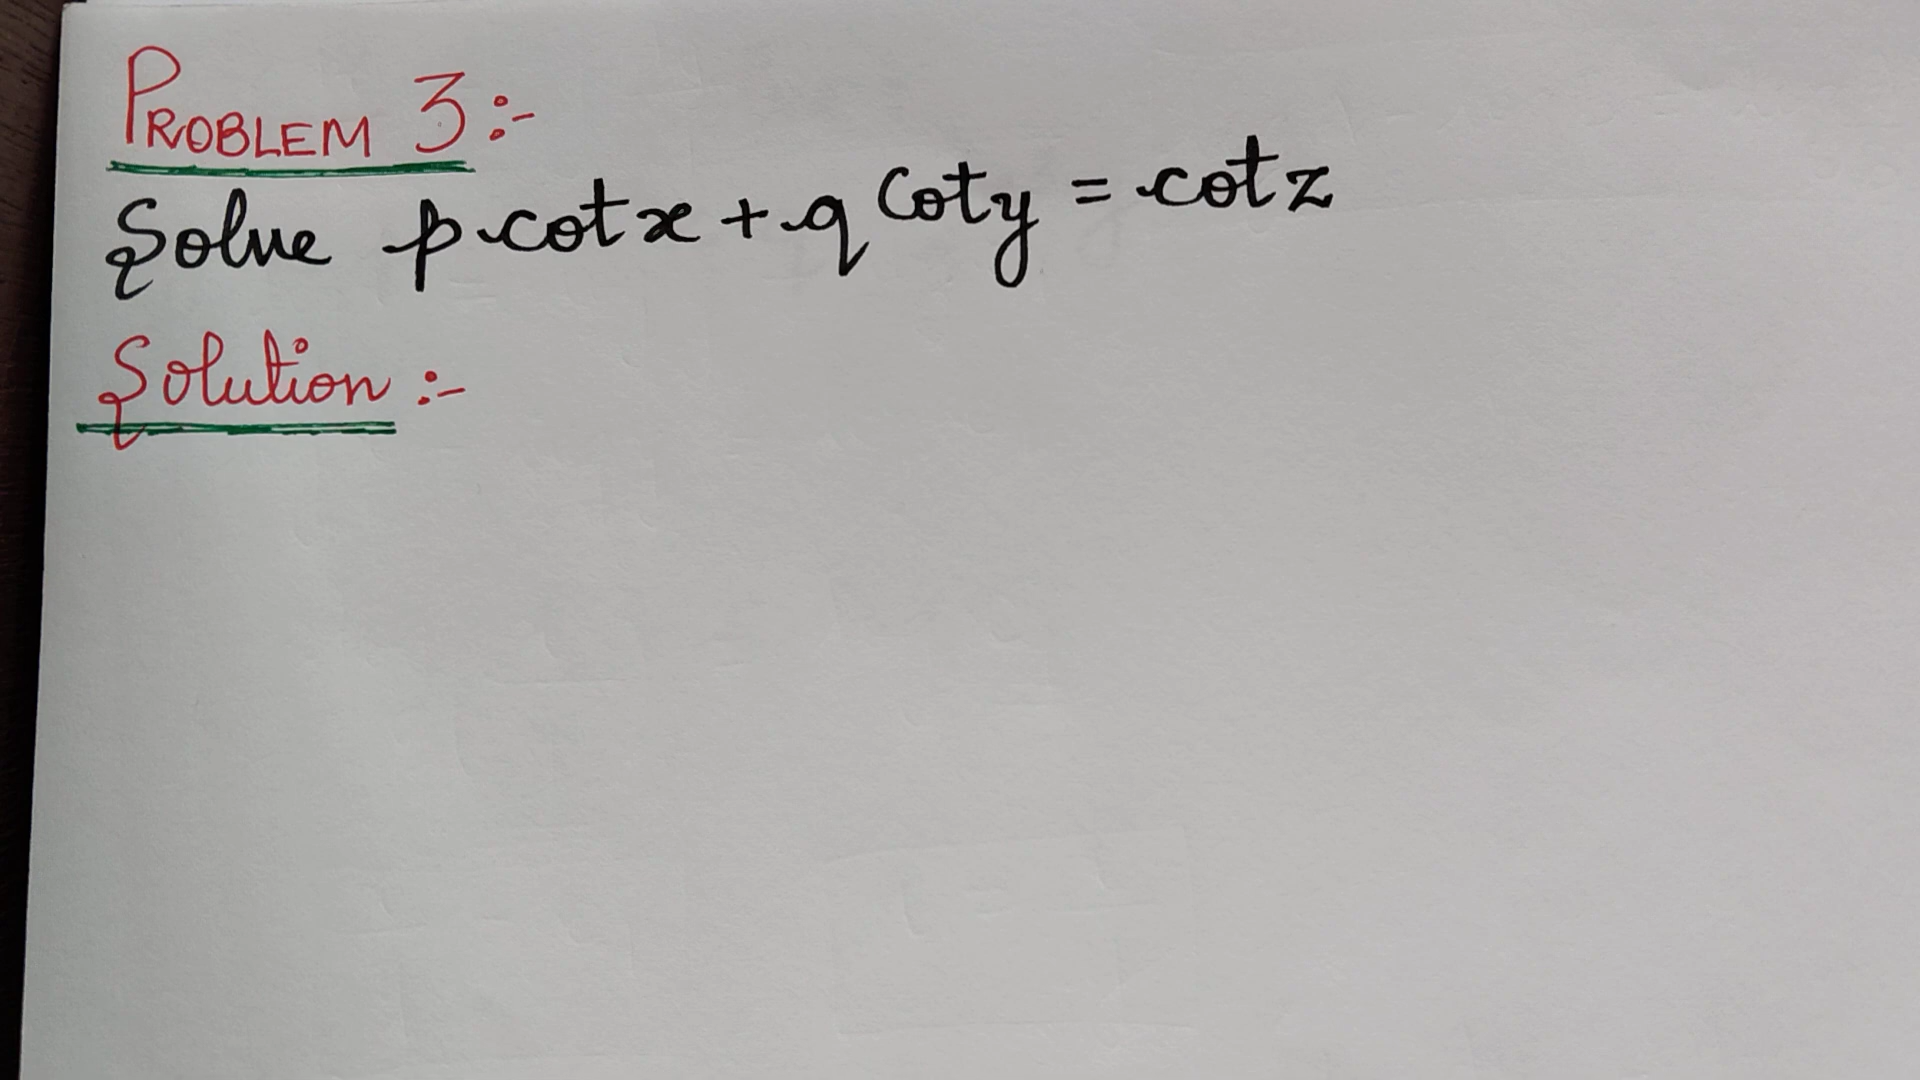 PROBLEM 3:-
Solve p cot x + q cot y = cot z
Solution :-